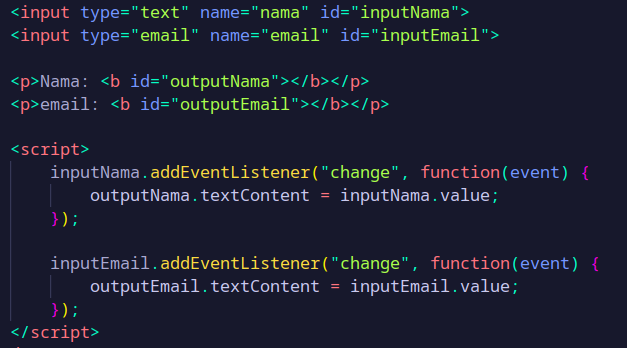 <input type="text" name="nama" id="inputNama">
<input type="email" name="email" id="inputEmail">
<p>Nama: <b id="outputNama"></b></p>
<p>email: <b id="outputEmail"></b></p>
<script>
inputNama.addEventListener("change", function(event) {
outputNama.textContent = inputNama.value;
});
inputEmail.addEventListener("change", function(event) {
outputEmail.textContent = inputEmail.value;
});
</script>